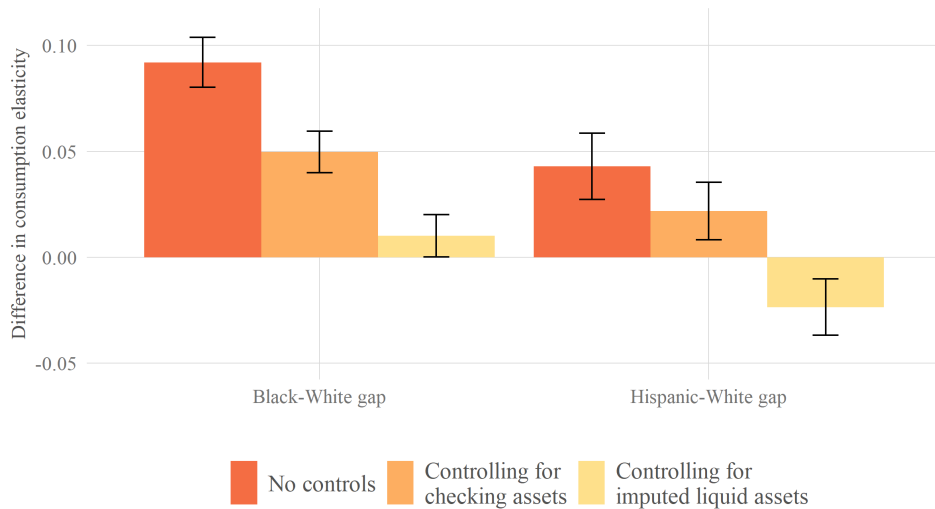 Difference in consumption elasticity
0.10
0.05
0.00
-0.05
Black-White gap
Hispanic-White gap
No controls
Controlling for
checking assets
Controlling for
imputed liquid assets